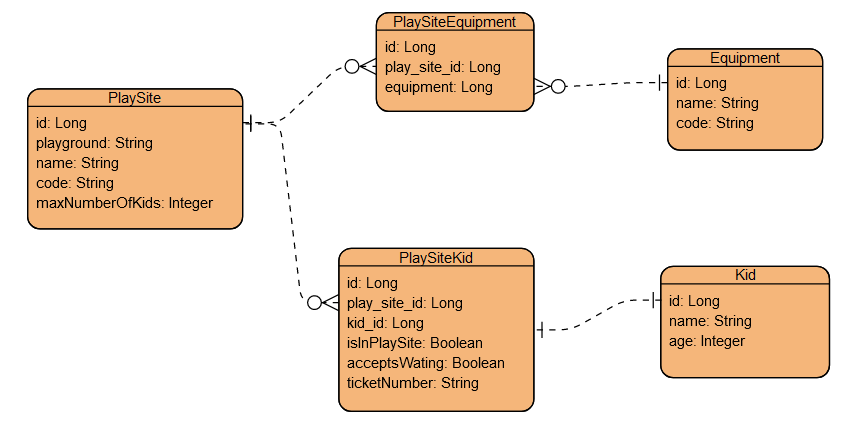 PlaySiteEquipment
id: Long
play_site_id: Long
equipment: Long
Equipment
id: Long
name: String
code: String
PlaySite
id: Long
playground: String
name: String
code: String
maxNumberOfKids: Integer
PlaySiteKid
id: Long
play_site_id: Long
kid_id: Long
isInPlaySite: Boolean
acceptsWating: Boolean
ticketNumber: String
Kid
id: Long
name: String
age: Integer